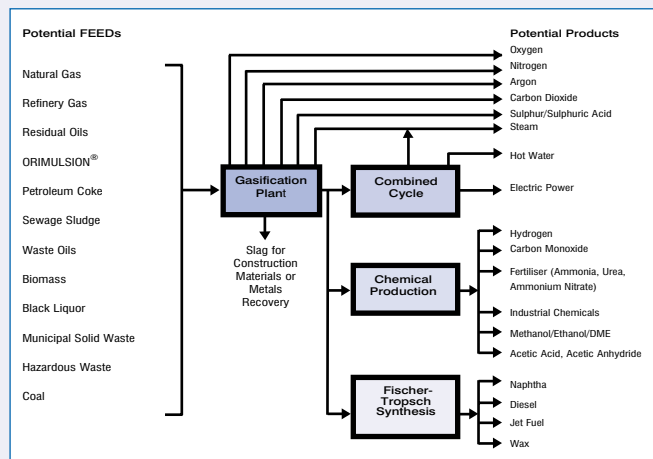 Potential FEEDs
Natural Gas
Refinery Gas
Residual Oils
ORIMULSION®
Petroleum Coke
Sewage Sludge
Waste Oils
Biomass
Black Liquor
Municipal Solid Waste
Hazardous Waste
Coal
Gasification
Plant
Slag for
Construction
Materials or
Metals
Recovery
Combined
Cycle
Chemical
Production
Fischer-
Tropsch
Synthesis
Potential Products
Oxygen
Nitrogen
Argon
Carbon Dioxide
Sulphur/Sulphuric Acid
Steam
Hot Water
Electric Power
Hydrogen
Carbon Monoxide
Fertiliser (Ammonia, Urea,
Ammonium Nitrate)
Industrial Chemicals
Methanol/Ethanol/DME
Acetic Acid, Acetic Anhydride
Naphtha
Diesel
Jet Fuel
Wax